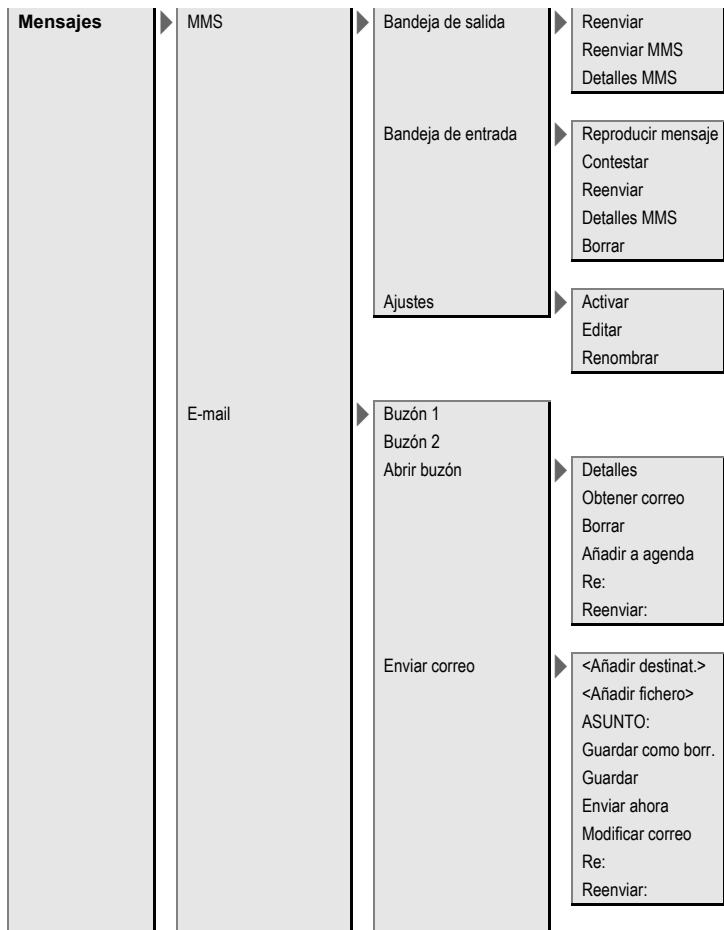 Mensajes
MMS
Bandeja de salida
Reenviar
Reenviar MMS
Detalles MMS
Bandeja de entrada
Reproducir mensaje
Contestar
Reenviar
Detalles MMS
Borrar
Ajustes
Activar
Editar
Renombrar
E-mail
Buzón 1
Buzón 2
Abrir buzón
Detalles
Obtener correo
Borrar
Añadir a agenda
Re:
Reenviar:
Enviar correo
<Añadir destinat.>
<Añadir fichero>
ASUNTO:
Guardar como borr.
Guardar
Enviar ahora
Modificar correo
Re:
Reenviar: